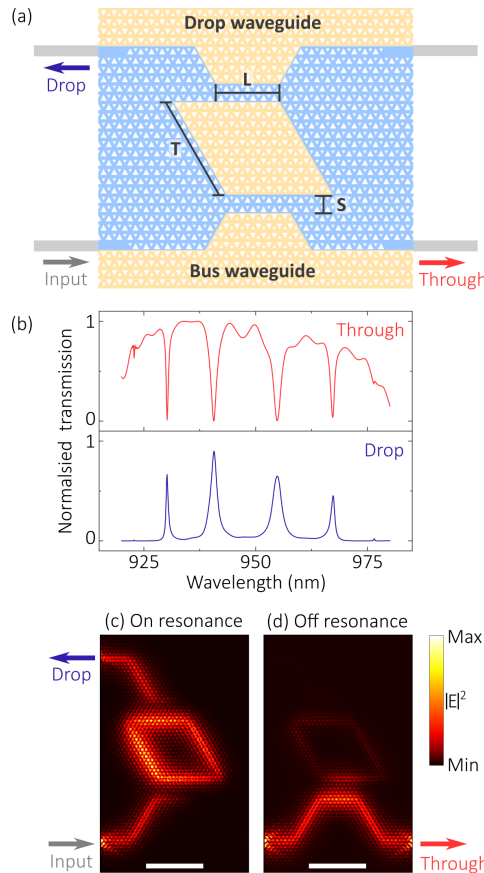 (a)
Drop waveguide
Drop
L
T
S
Input
Bus waveguide
Through
(b)
Normalsied transmission
1
Through
0
1
Drop
0
925
950
975
Wavelength (nm)
(c) On resonance
(d) Off resonance
Drop
Max
|E|²
Min
Input
Through